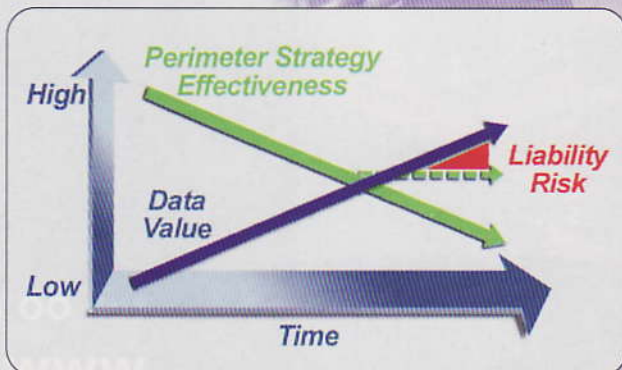 Perimeter Strategy
Effectiveness
High
Liability
Risk
Data
Value
Low
Time